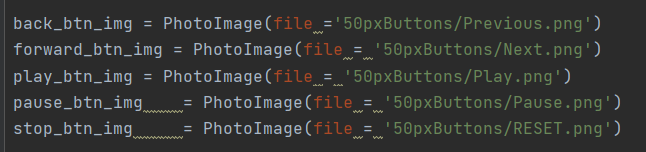 back_btn_img = PhotoImage(file ='50pxButtons/Previous.png')
forward_btn_img = PhotoImage(file = '50pxButtons/Next.png')
play_btn_img = PhotoImage(file = '50pxButtons/Play.png')
pause_btn_img     = PhotoImage(file = '50pxButtons/Pause.png')
stop_btn_img      = PhotoImage(file = '50pxButtons/RESET.png')